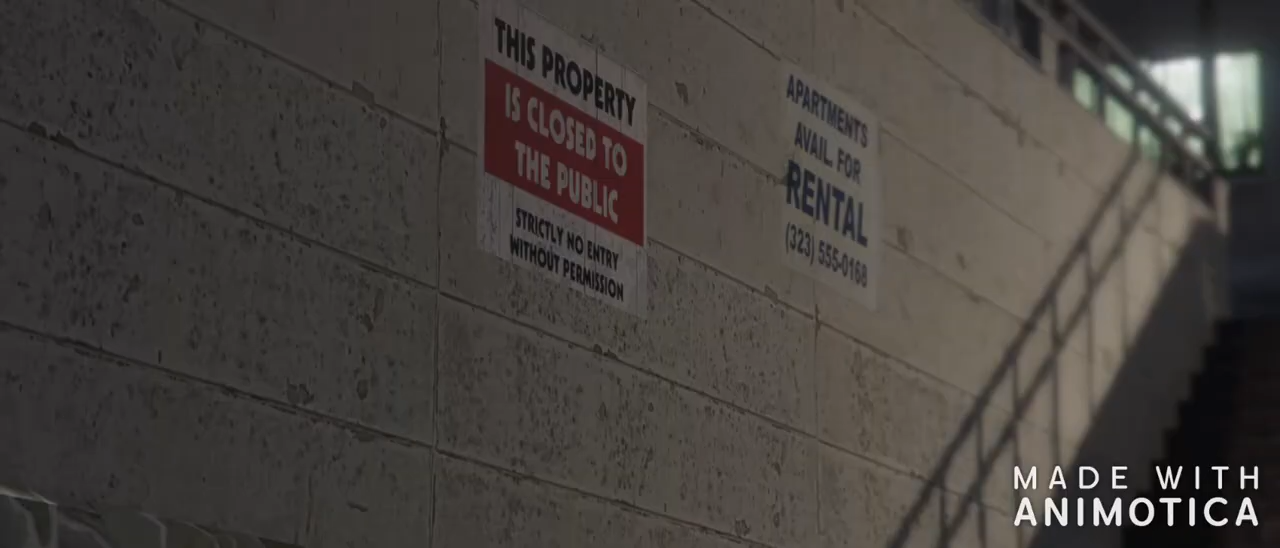 THIS PROPERTY
IS CLOSED TO
THE PUBLIC
STRICTLY NO ENTRY
WITHOUT PERMISSION
APARTMENTS
AVAIL. FOR
RENTAL
(323) 555-0168
MADE WITH
ANIMOTICA